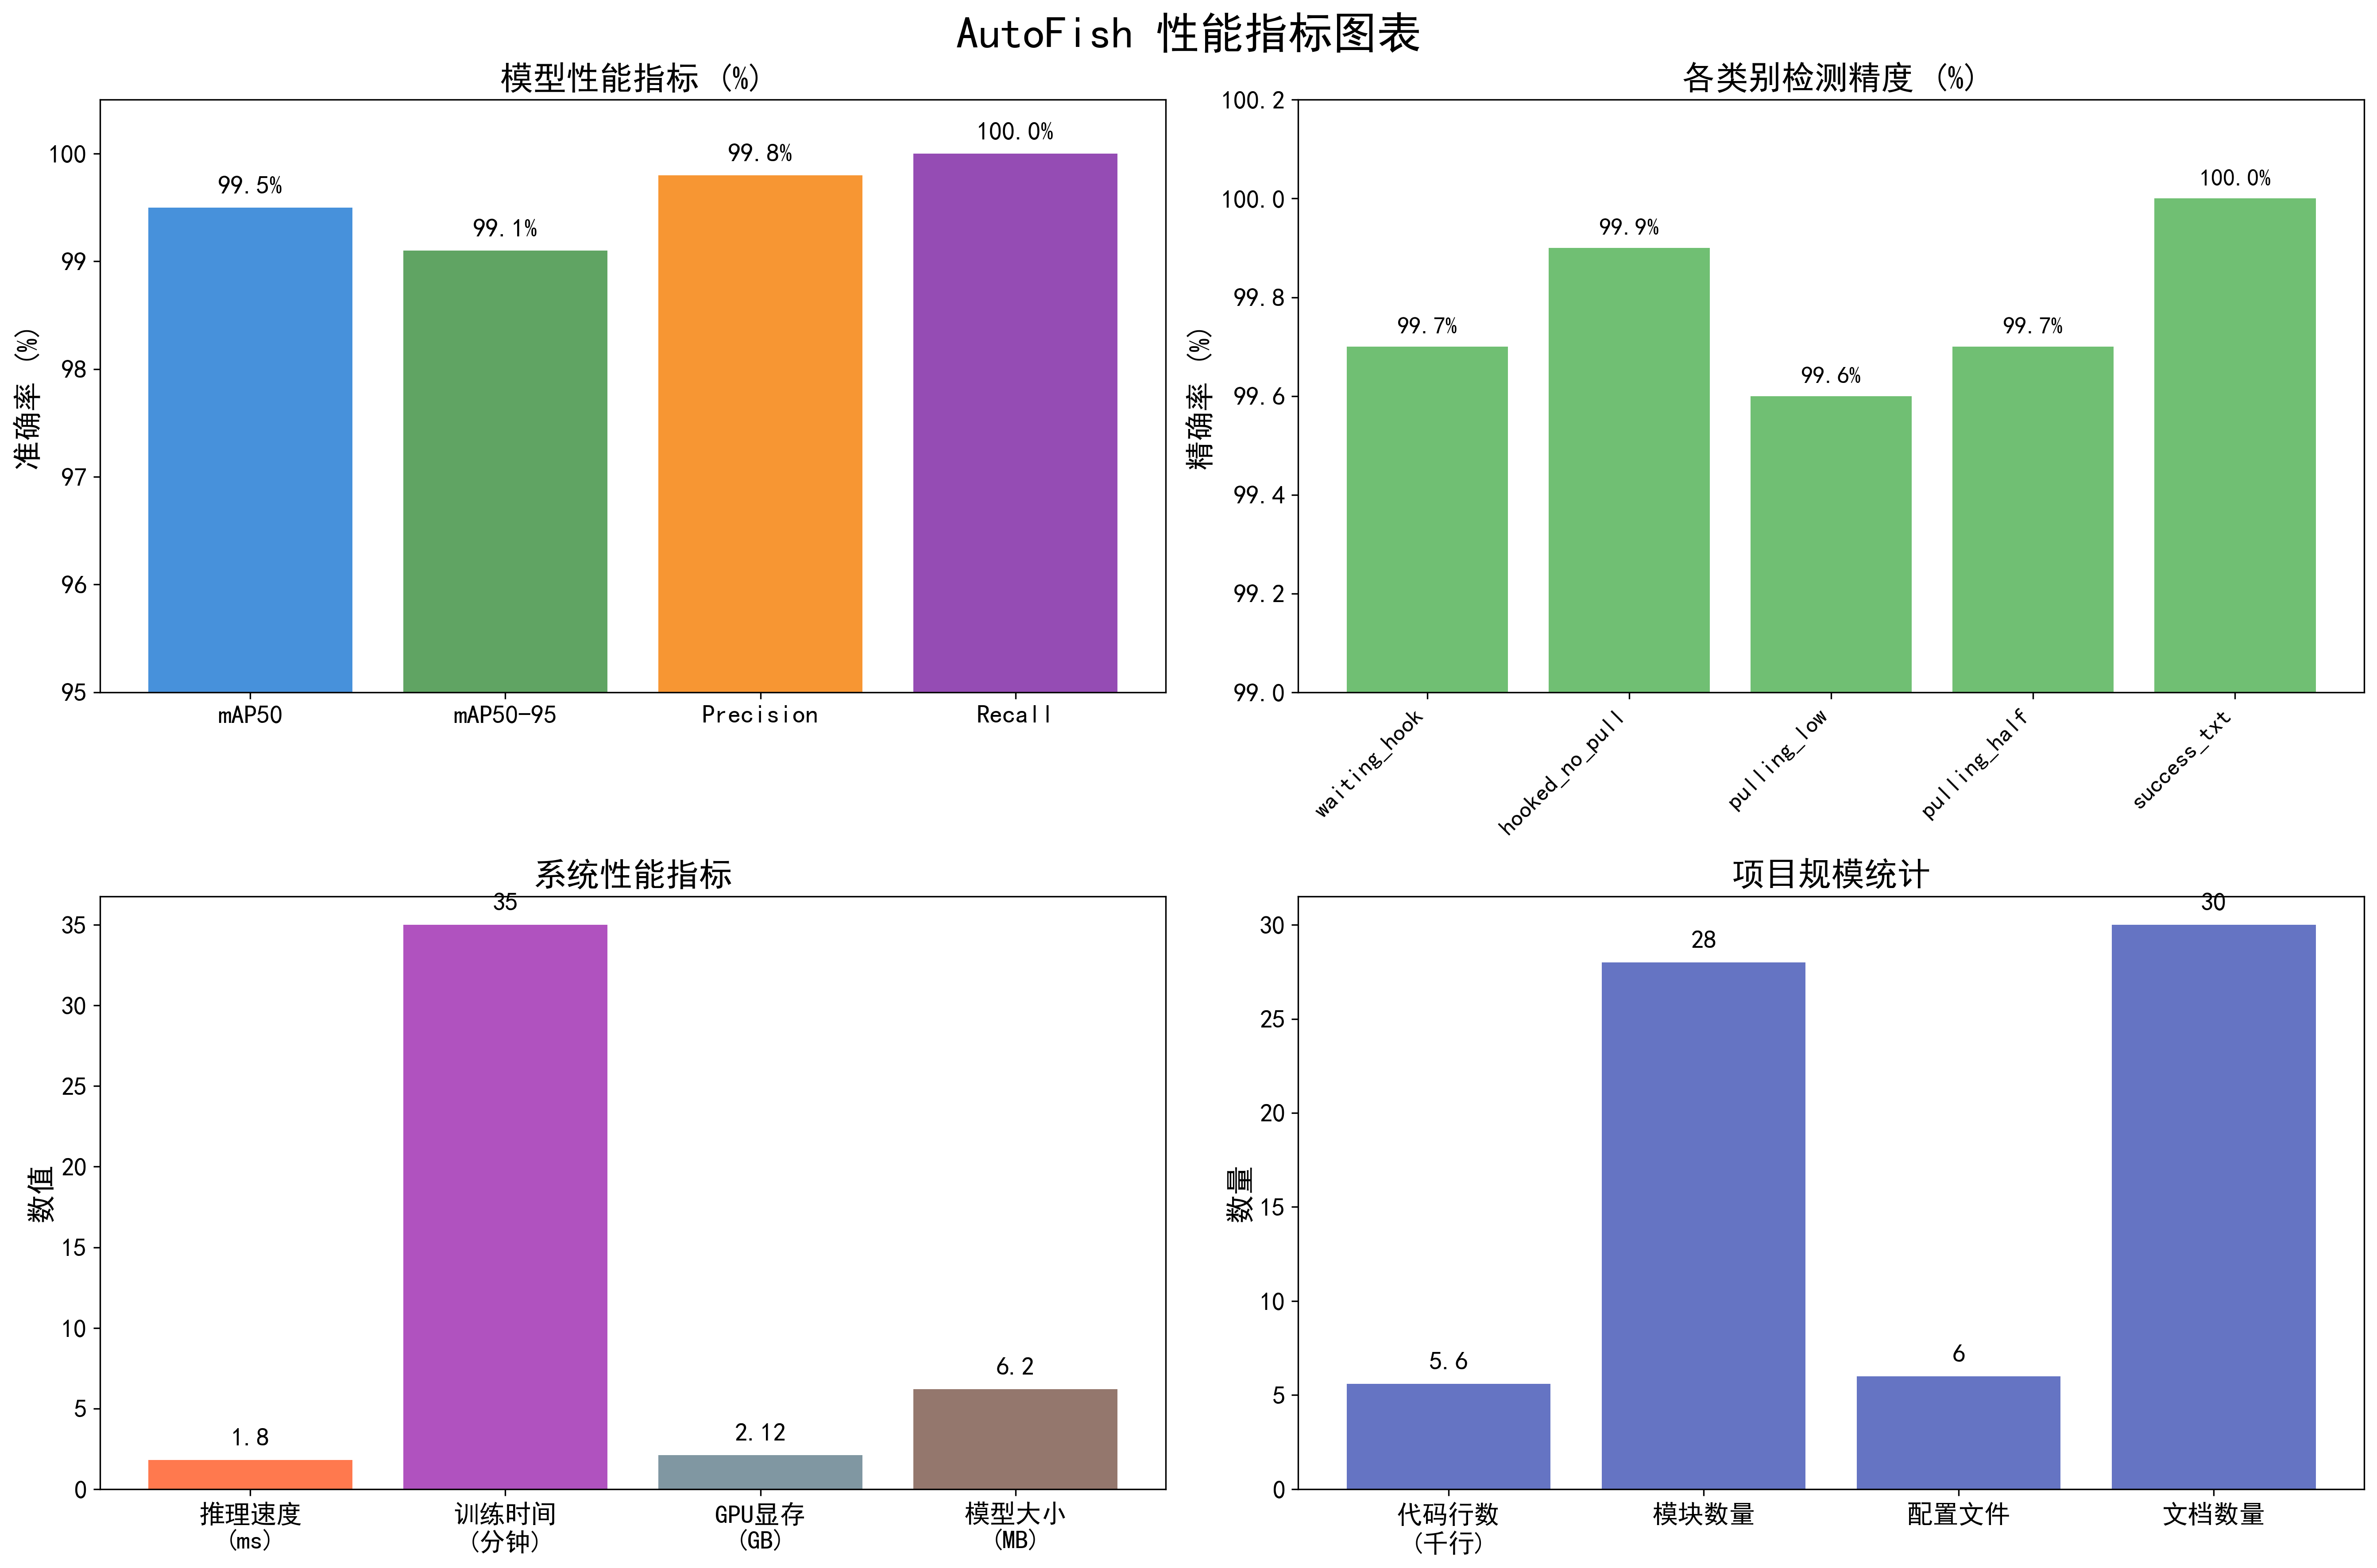 AutoFish 性能指标图表
模型性能指标 (%)
准确率 (%)
100
99
98
97
96
95
99.5%
99.1%
99.8%
100.0%
mAP50
mAP50-95
Precision
Recall
各类别检测精度 (%)
精确率 (%)
100.2
100.0
99.8
99.6
99.4
99.2
99.0
99.7%
99.9%
99.6%
99.7%
100.0%
waiting_hook
hooked_no_pull
pulling_low
pulling_half
success_txt
系统性能指标
数值
35
30
25
20
15
10
5
0
1.8
35
2.12
6.2
推理速度
(ms)
训练时间
(分钟)
GPU显存
(GB)
模型大小
(MB)
项目规模统计
数量
30
25
20
15
10
5
0
5.6
28
6
30
代码行数
(千行)
模块数量
配置文件
文档数量